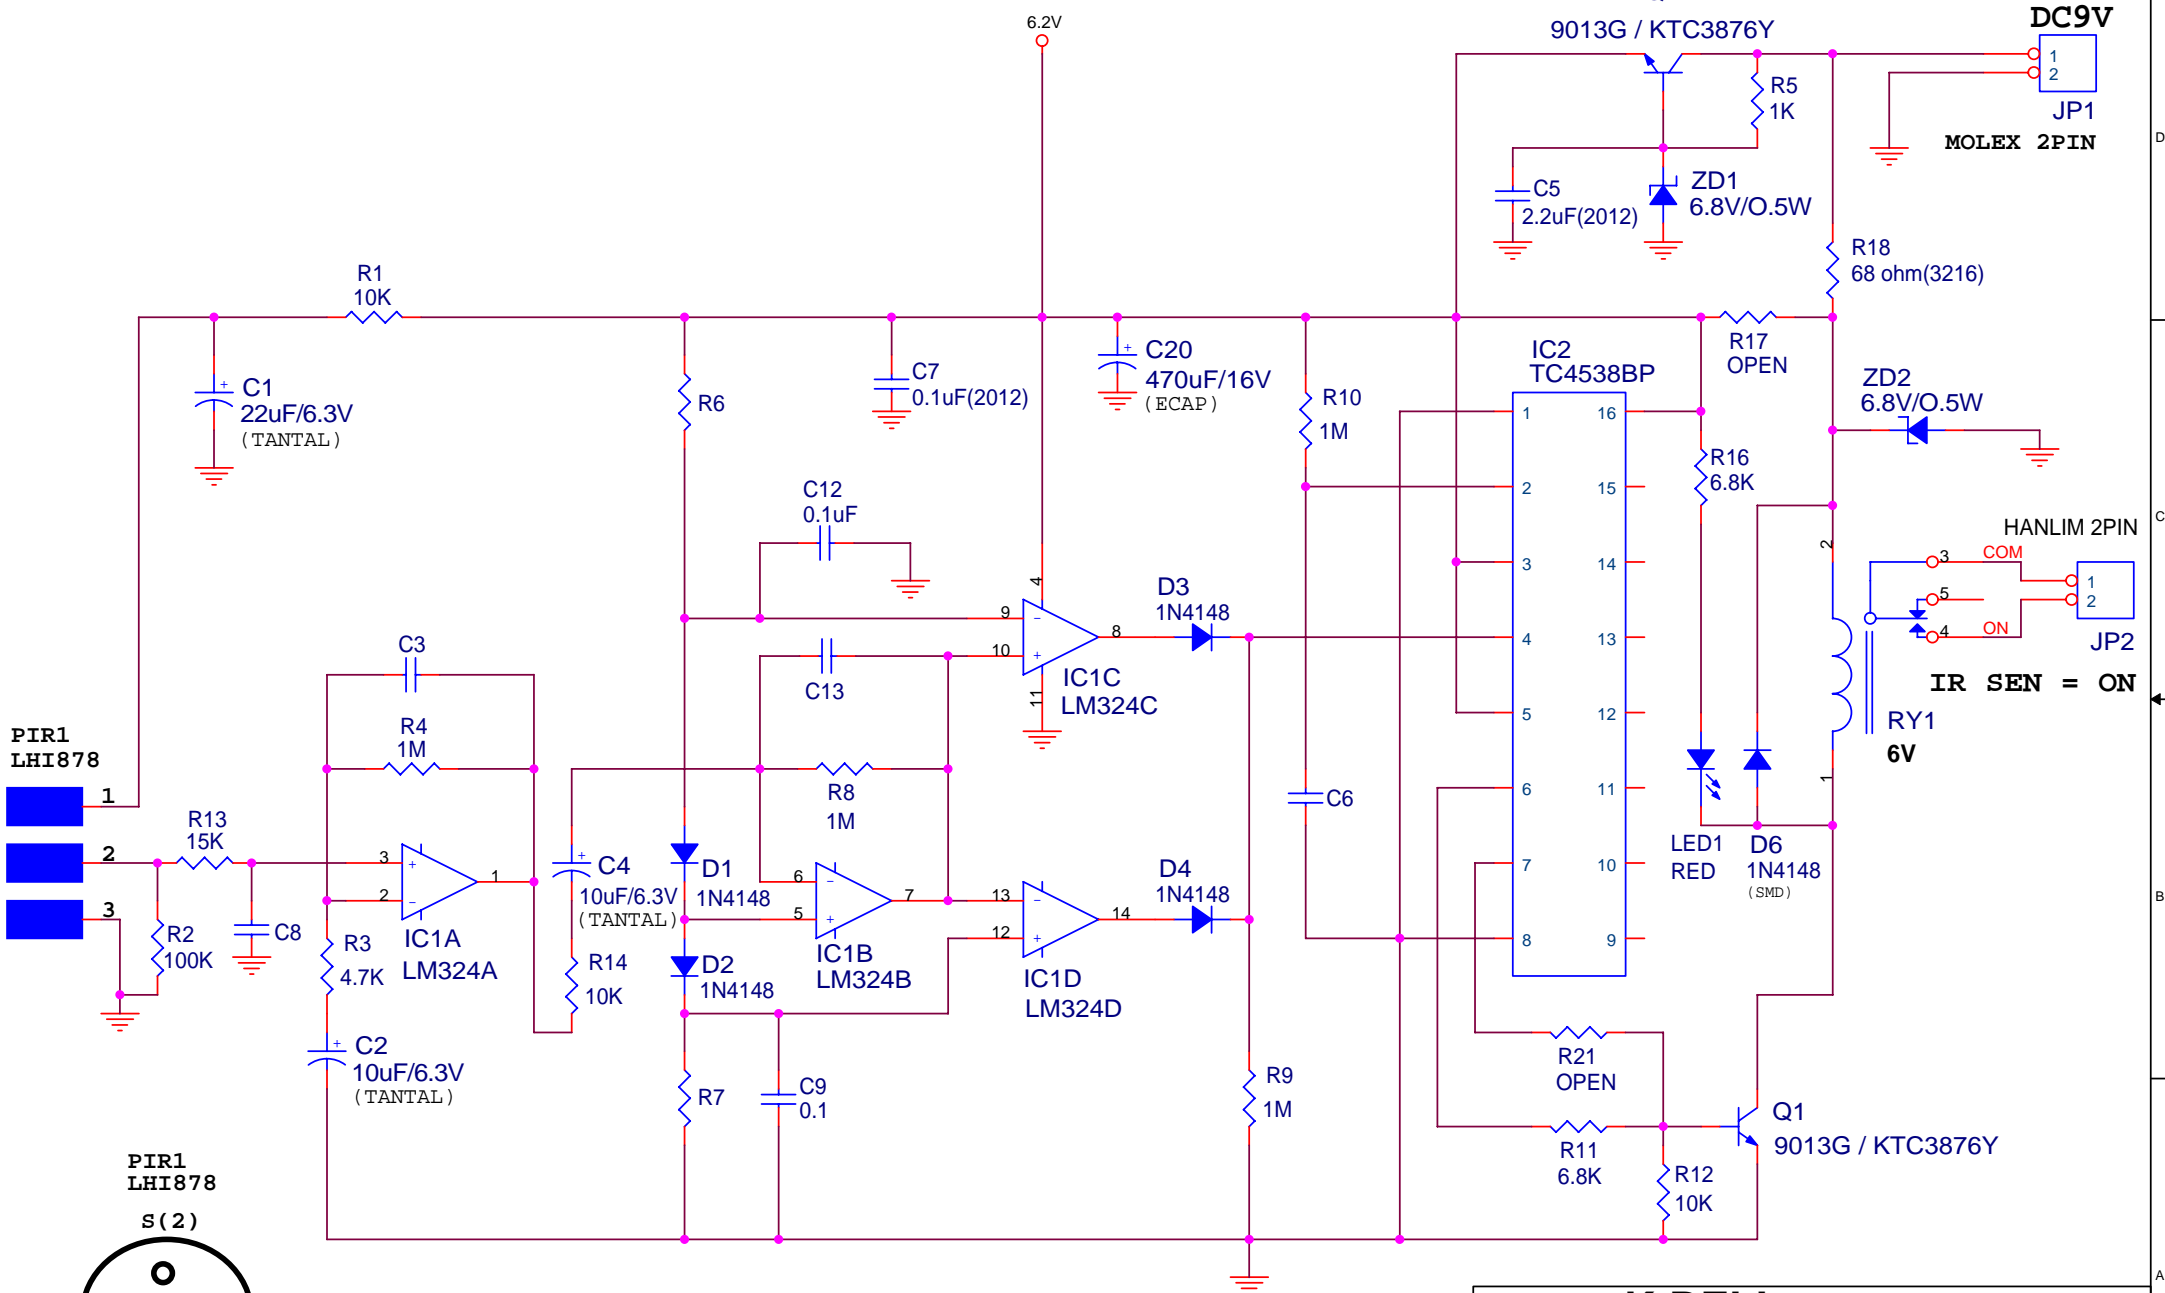 6.2V
9013G / KTC3876Y
DC9V
1
2
JP1
MOLEX 2PIN
R5
1K
D
C5
2.2uF(2012)
ZD1
6.8V/O.5W
R18
68 ohm(3216)
R1
10K
C1
22uF/6.3V
(TANTAL)
+
R6
C7
0.1uF(2012)
+
C20
470uF/16V
(ECAP)
R10
1M
IC2
TC4538BP
R17
OPEN
ZD2
6.8V/O.5W
1
2
3
4
5
6
7
8
16
15
14
13
12
11
10
9
R16
6.8K
C
C12
0.1uF
HANLIM 2PIN
2
3
COM
5
4
ON
1
2
JP2
IR SEN = ON
RY1
6V
1
4
9
-
10
+
8
11
IC1C
LM324C
D3
1N4148
C3
R4
1M
C13
R8
1M
C6
PIR1
LHI878
1
2
3
R13
15K
3
+
2
-
1
IC1A
LM324A
R2
100K
C8
R3
4.7K
+
C2
10uF/6.3V
(TANTAL)
+
C4
10uF/6.3V
(TANTAL)
R14
10K
D1
1N4148
D2
1N4148
6
-
5
+
7
IC1B
LM324B
13
-
12
+
14
IC1D
LM324D
D4
1N4148
LED1
RED
D6
1N4148
(SMD)
B
R7
C9
0.1
R9
1M
R21
OPEN
R11
6.8K
R12
10K
Q1
9013G / KTC3876Y
PIR1
LHI878
S(2)
A